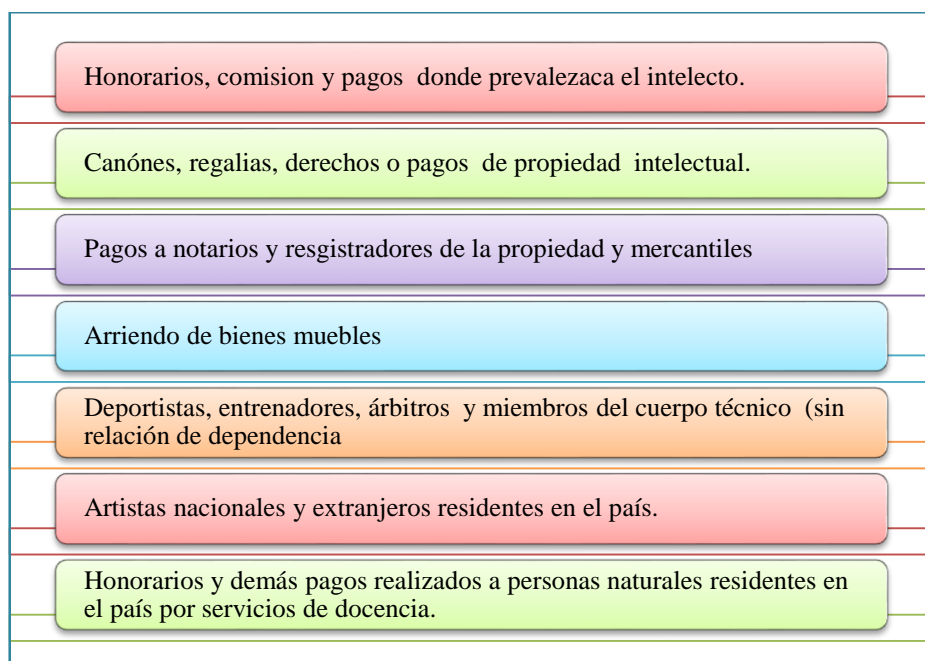 Honorarios, comision y pagos donde prevalezaca el intelecto.
Canónes, regalias, derechos o pagos de propiedad intelectual.
Pagos a notarios y resgistradores de la propiedad y mercantiles
Arriendo de bienes muebles
Deportistas, entrenadores, árbitros y miembros del cuerpo técnico (sin
relación de dependencia
Artistas nacionales y extranjeros residentes en el país.
Honorarios y demás pagos realizados a personas naturales residentes en
el país por servicios de docencia.